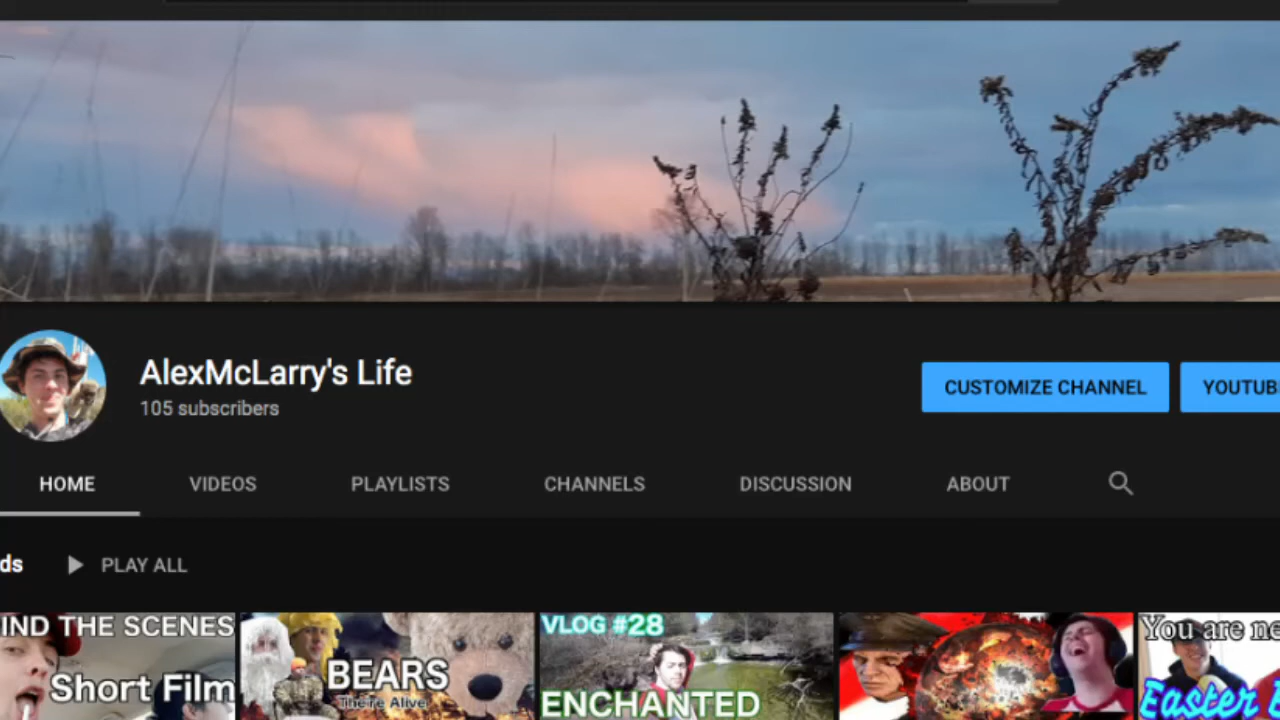 AlexMcLarry's Life
105 subscribers
CUSTOMIZE CHANNEL
YOUTUB
HOME
VIDEOS
PLAYLISTS
CHANNELS
DISCUSSION
ABOUT
ds
PLAY ALL
IND THE SCENES
Short Film
BEARS
They're Alive
VLOG #28
ENCHANTED
You are ne
Easter